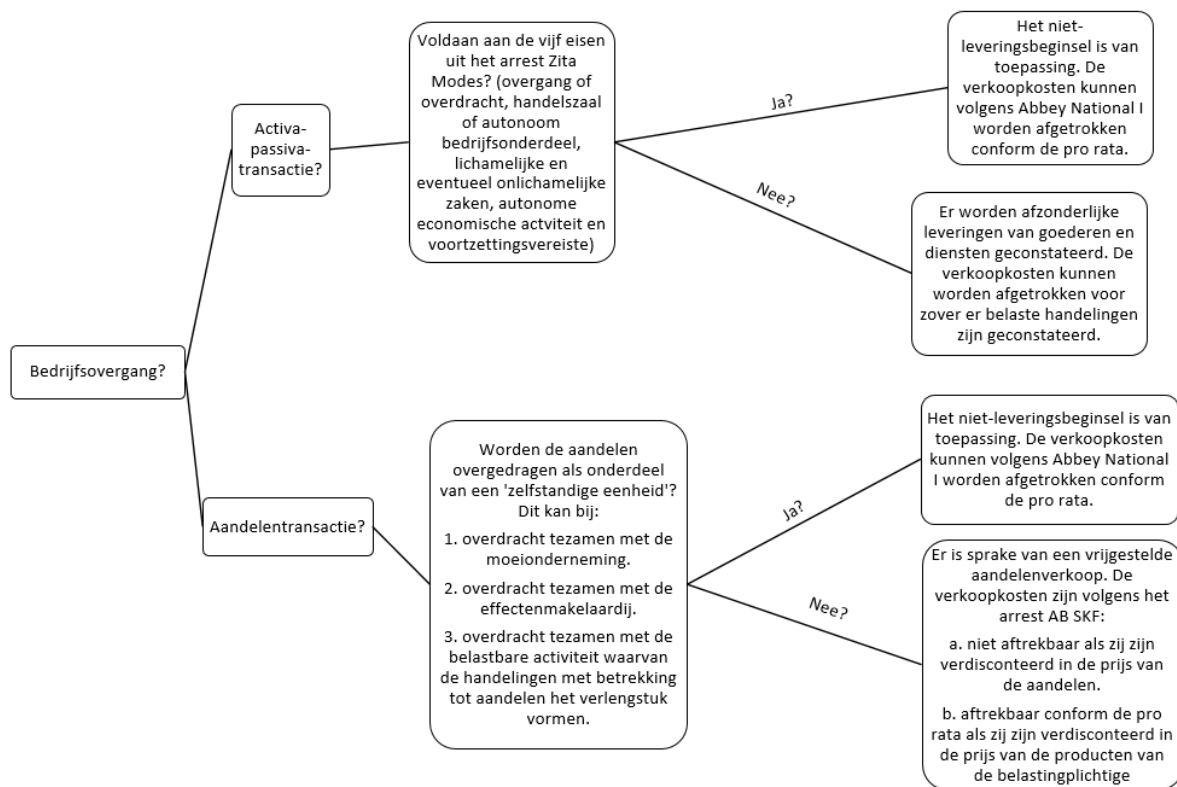 Bedrijfsovergang?
Activa-
passiva-
transactie?
Voldaan aan de vijf eisen
uit het arrest Zita
Modes? (overgang of
overdracht, handelszaal
of autonoom
bedrijfsonderdeel,
lichamelijke en
eventueel onlichamelijke
zaken, autonome
economische actviteit en
voortzettingsvereiste)
Ja?
Het niet-
leveringsbeginsel is van
toepassing. De
verkoopkosten kunnen
volgens Abbey National I
worden afgetrokken
conform de pro rata.
Nee?
Er worden afzonderlijke
leveringen van goederen en
diensten geconstateerd. De
verkoopkosten kunnen
worden afgetrokken voor
zover er belaste handelingen
zijn geconstateerd.
Aandelentransactie?
Worden de aandelen
overgedragen als onderdeel
van een 'zelfstandige eenheid'?
Dit kan bij:
1. overdracht tezamen met de
moeionderneming.
2. overdracht tezamen met de
effectenmakelaardij.
3. overdracht tezamen met de
belastbare activiteit waarvan
de handelingen met betrekking
tot aandelen het verlengstuk
vormen.
Ja?
Het niet-leveringsbeginsel is van
toepassing. De verkoopkosten
kunnen volgens Abbey National
I worden afgetrokken conform
de pro rata.
Nee?
Er is sprake van een vrijgestelde
aandelenverkoop. De
verkoopkosten zijn volgens het
arrest AB SKF:
a. niet aftrekbaar als zij zijn
verdisconteerd in de prijs van
de aandelen.
b. aftrekbaar conform de pro
rata als zij zijn verdisconteerd in
de prijs van de producten van
de belastingplichtige